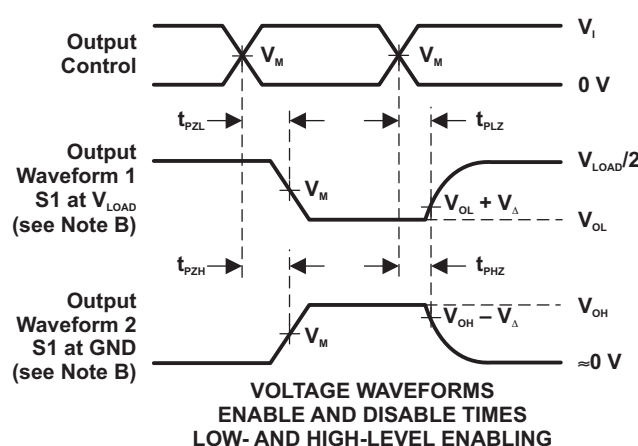 Output
Control
V_M
V_M
V_I
0 V
t_PZL
t_PLZ
Output
Waveform 1
S1 at V_LOAD
(see Note B)
V_M
V_OL + V_Δ
V_LOAD/2
V_OL
t_PZH
t_PHZ
Output
Waveform 2
S1 at GND
(see Note B)
V_M
V_OH – V_Δ
V_OH
≈0 V
VOLTAGE WAVEFORMS
ENABLE AND DISABLE TIMES
LOW- AND HIGH-LEVEL ENABLING